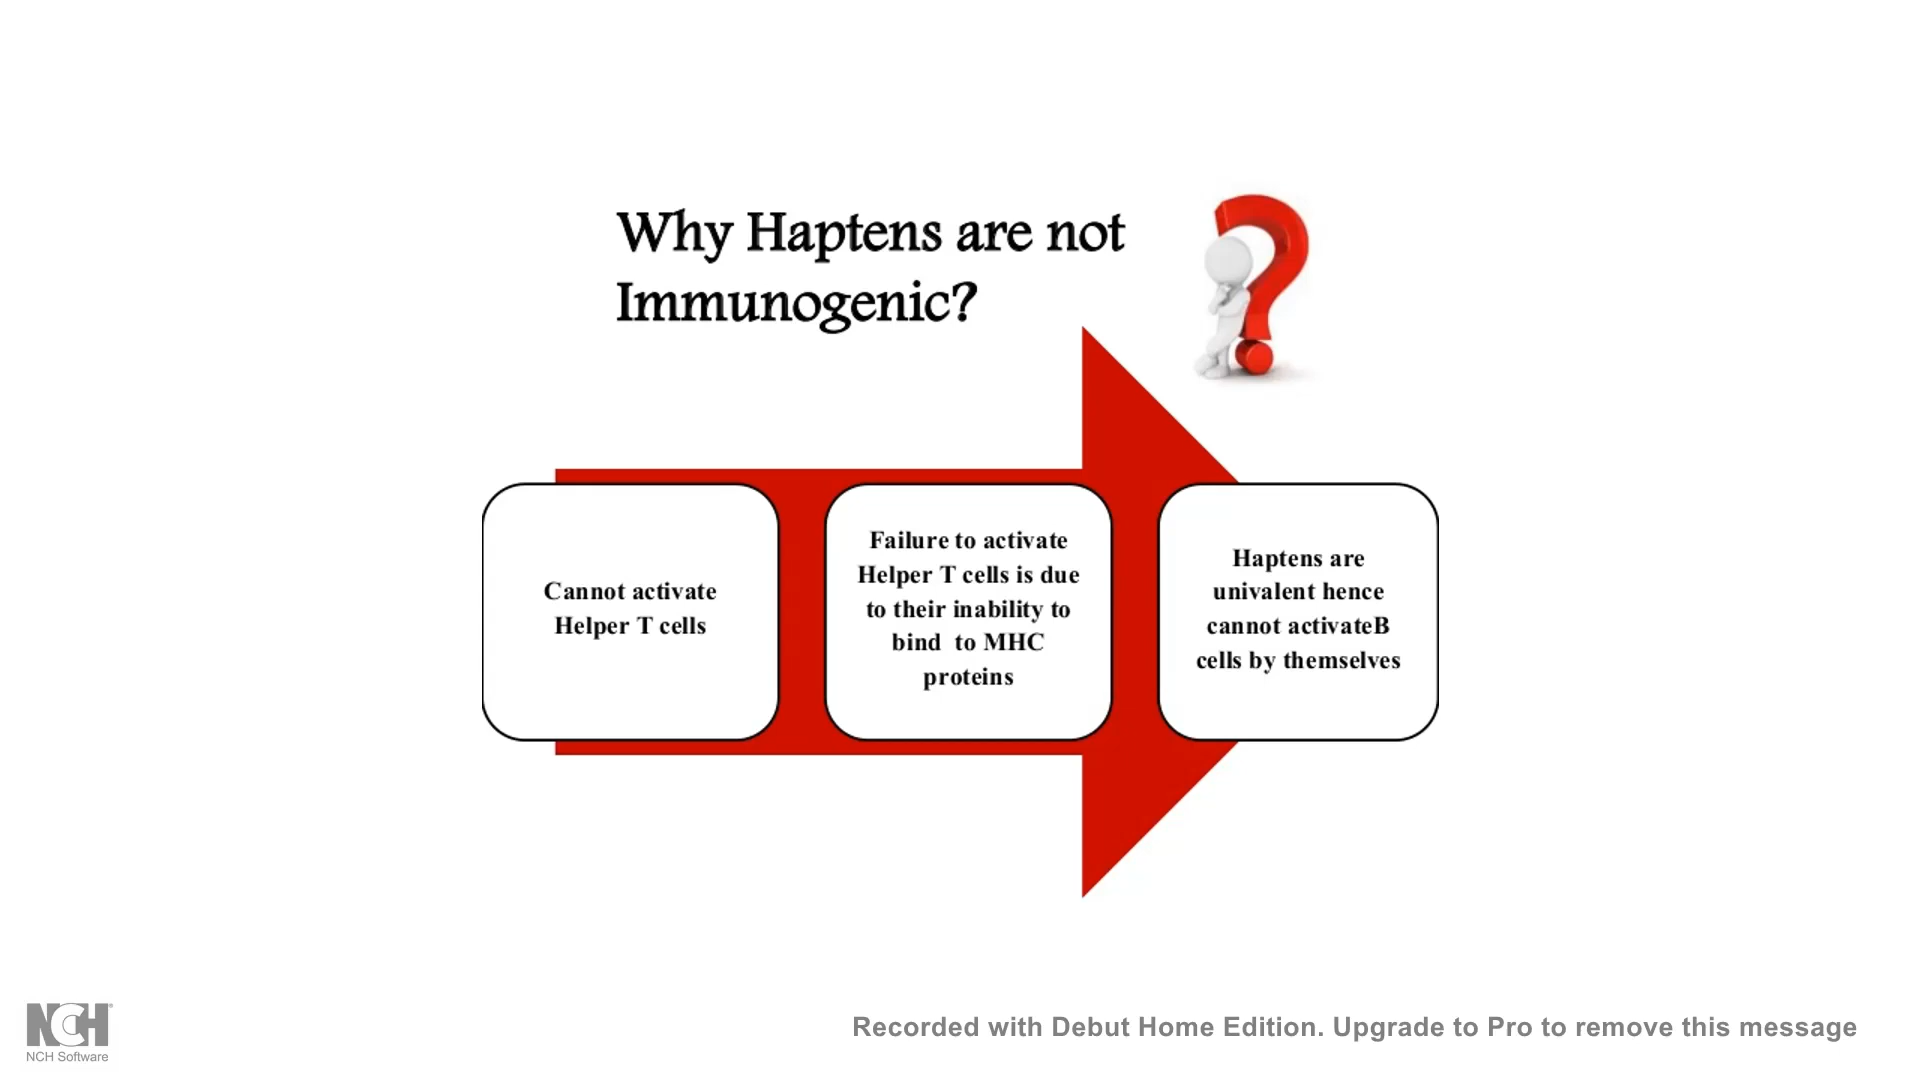 Why Haptens are not
Immunogenic?
Cannot activate
Helper T cells
Failure to activate
Helper T cells is due
to their inability to
bind  to MHC
proteins
Haptens are
univalent hence
cannot activateB
cells by themselves
NCH
NCH Software
Recorded with Debut Home Edition. Upgrade to Pro to remove this message